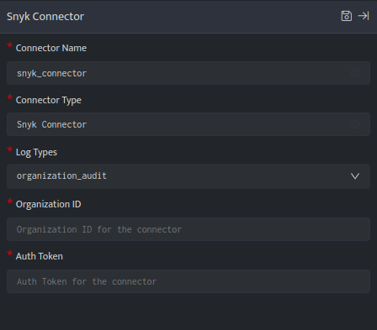 Snyk Connector
* Connector Name
snyk_connector
* Connector Type
Snyk Connector
* Log Types
organization_audit
* Organization ID
Organization ID for the connector
* Auth Token
Auth Token for the connector